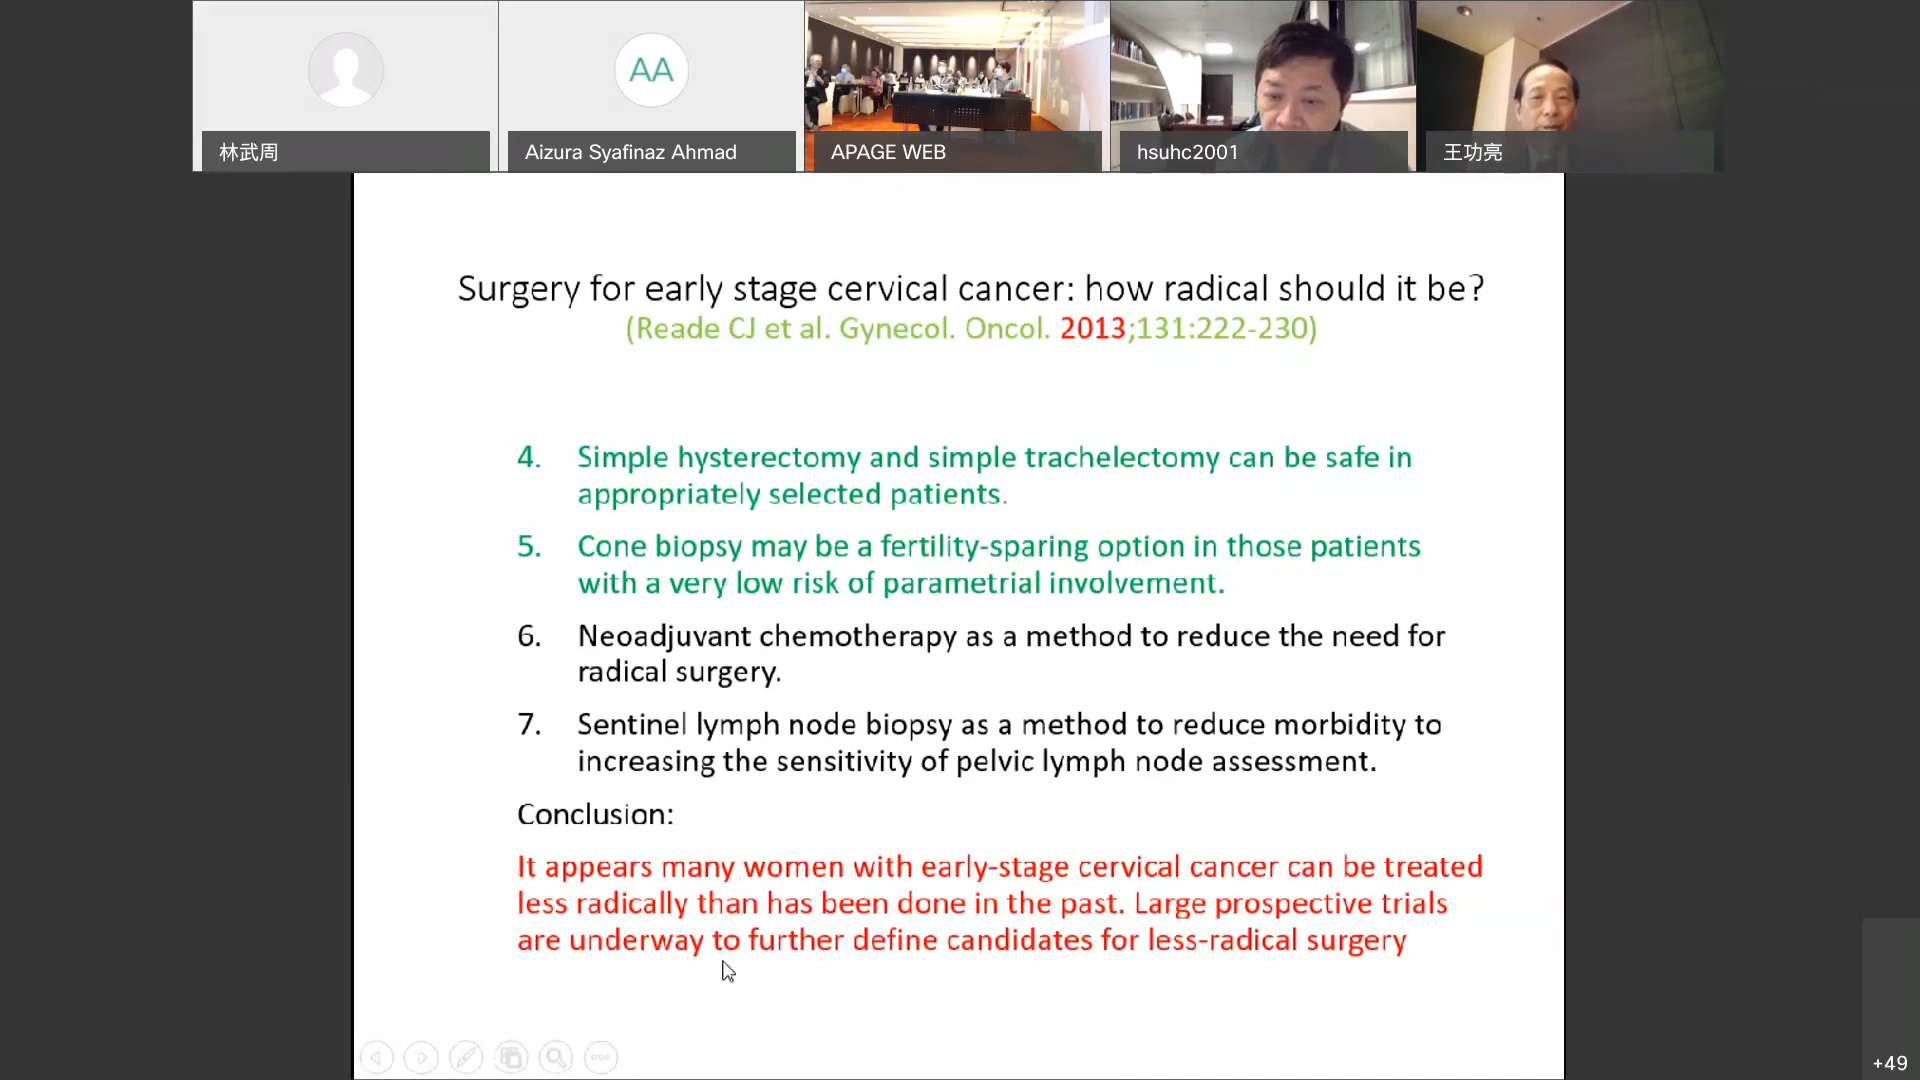 林武周
AA
Aizura Syafinaz Ahmad
APAGE WEB
hsuhc2001
王功亮
Surgery for early stage cervical cancer: how radical should it be?
(Reade CJ et al. Gynecol. Oncol. 2013;131:222-230)
4. Simple hysterectomy and simple trachelectomy can be safe in
appropriately selected patients.
5. Cone biopsy may be a fertility-sparing option in those patients
with a very low risk of parametrial involvement.
6. Neoadjuvant chemotherapy as a method to reduce the need for
radical surgery.
7. Sentinel lymph node biopsy as a method to reduce morbidity to
increasing the sensitivity of pelvic lymph node assessment.
Conclusion:
It appears many women with early-stage cervical cancer can be treated
less radically than has been done in the past. Large prospective trials
are underway to further define candidates for less-radical surgery
+49